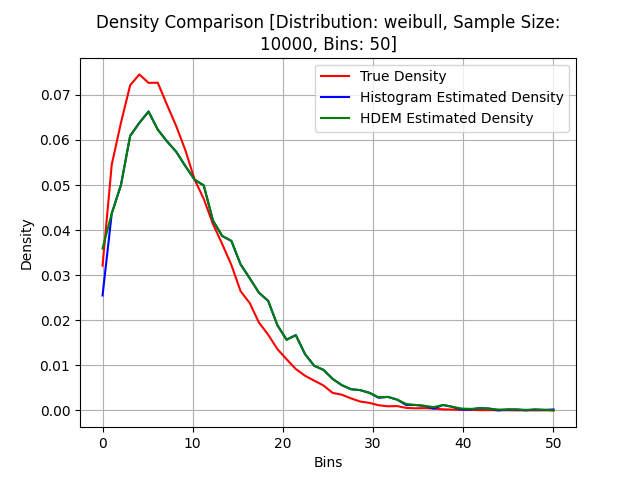 Density Comparison [Distribution: weibull, Sample Size:
10000, Bins: 50]
True Density
Histogram Estimated Density
HDEM Estimated Density
Density
0.07
0.06
0.05
0.04
0.03
0.02
0.01
0.00
0 10 20 30 40 50
Bins